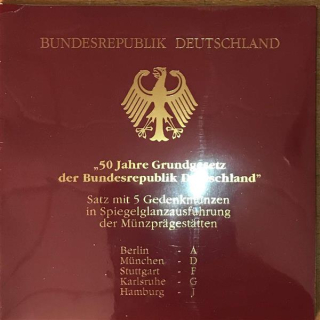 BUNDESREPUBLIK DEUTSCHLAND
„50 Jahre Grundgesetz
der Bundesrepublik Deutschland"
Satz mit 5 Gedenkmünzen
in Spiegelglanzausführung
der Münzprägestätten
Berlin - A
München - D
Stuttgart - F
Karlsruhe - G
Hamburg - J